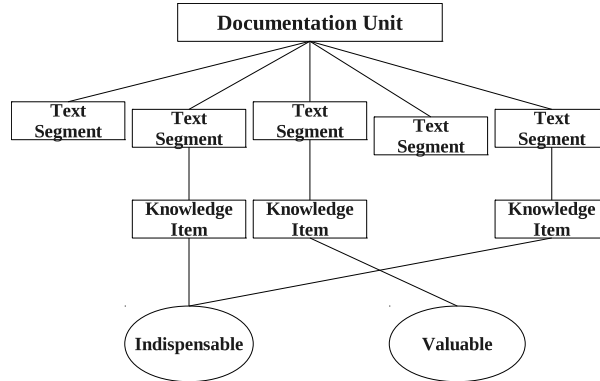 Documentation Unit
Text
Segment
Text
Segment
Text
Segment
Text
Segment
Text
Segment
Knowledge
Item
Knowledge
Item
Knowledge
Item
Indispensable
Valuable